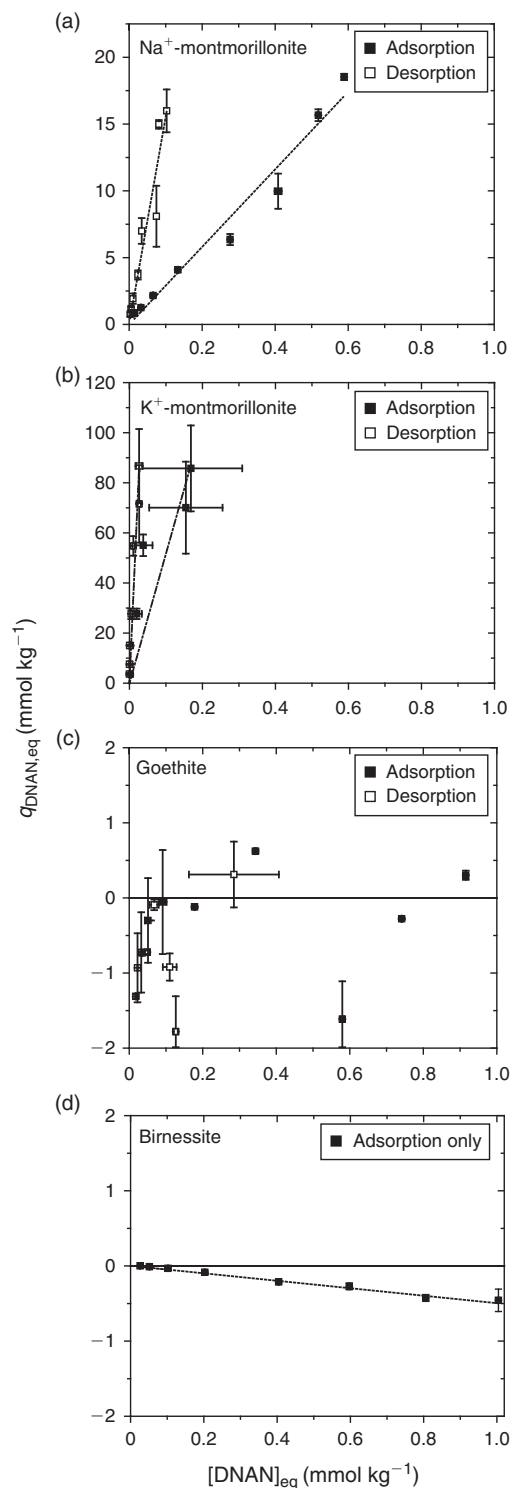 (a)
Na⁺-montmorillonite
Adsorption
Desorption
25
20
15
10
5
0
0
0.2
0.4
0.6
0.8
1.0
(b)
K⁺-montmorillonite
Adsorption
Desorption
120
100
80
60
40
20
0
0
0.2
0.4
0.6
0.8
1.0
q_DNAN,eq (mmol kg⁻¹)
(c)
Goethite
Adsorption
Desorption
2
1
0
−1
−2
0
0.2
0.4
0.6
0.8
1.0
(d)
Birnessite
Adsorption only
2
1
0
−1
−2
0
0.2
0.4
0.6
0.8
1.0
[DNAN]eq (mmol kg⁻¹)